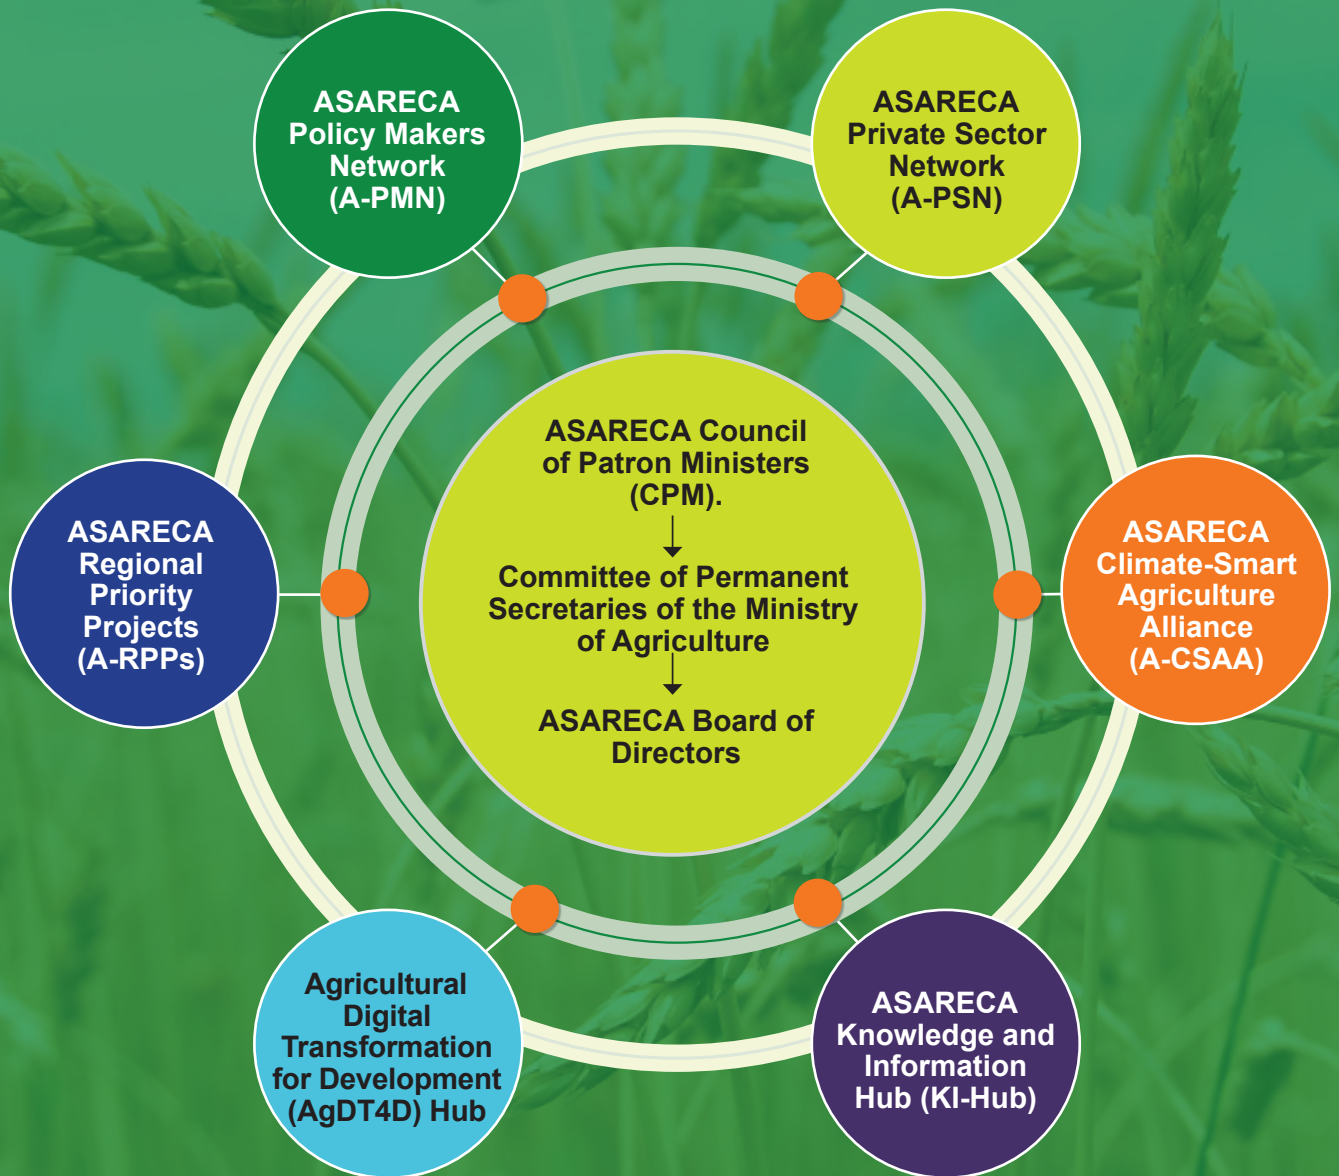 ASARECA
Policy Makers
Network
(A-PMN)
ASARECA
Private Sector
Network
(A-PSN)
ASARECA
Regional
Priority
Projects
(A-RPPs)
ASARECA Council
of Patron Ministers
(CPM).
Committee of Permanent
Secretaries of the Ministry
of Agriculture
ASARECA Board of
Directors
ASARECA
Climate-Smart
Agriculture
Alliance
(A-CSAA)
Agricultural
Digital
Transformation
for Development
(AgDT4D) Hub
ASARECA
Knowledge and
Information
Hub (KI-Hub)